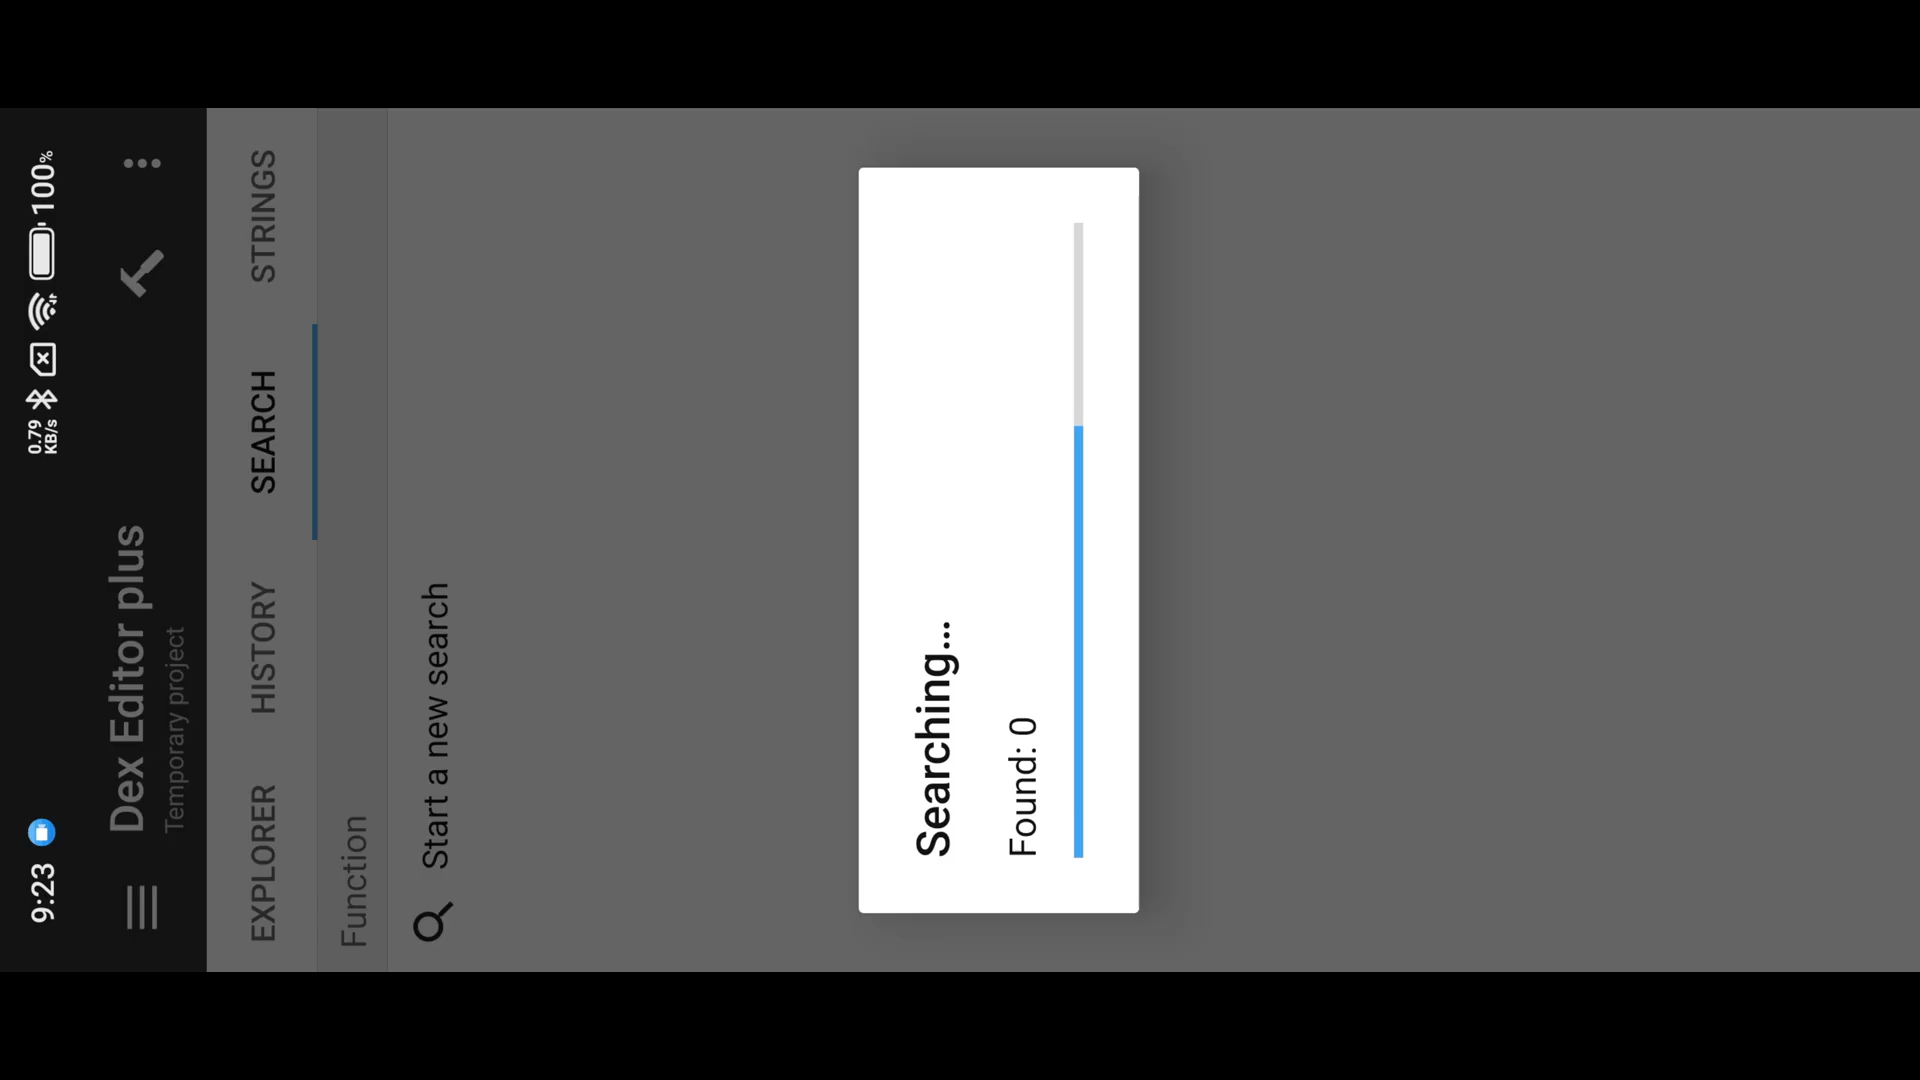 9:23
0.79
KB/s
100%
Dex Editor plus
Temporary project
EXPLORER HISTORY SEARCH STRINGS
Function
Start a new search
Searching...
Found: 0